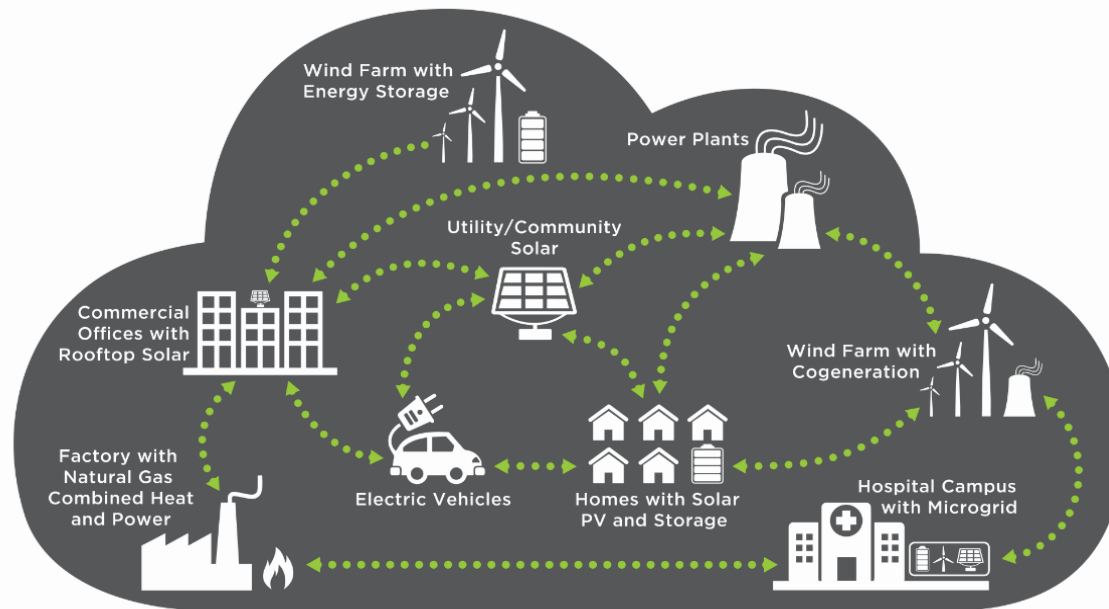 Wind Farm with
Energy Storage
Power Plants
Utility/Community
Solar
Commercial
Offices with
Rooftop Solar
Wind Farm with
Cogeneration
Factory with
Natural Gas
Combined Heat
and Power
Electric Vehicles
Homes with Solar
PV and Storage
Hospital Campus
with Microgrid